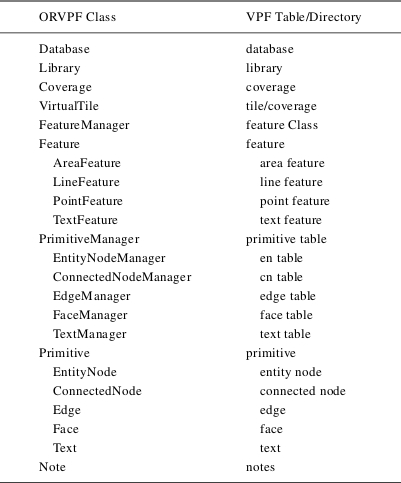 ORVPF Class VPF Table/Directory
Database database
Library library
Coverage coverage
VirtualTile tile/coverage
FeatureManager feature Class
Feature feature
AreaFeature area feature
LineFeature line feature
PointFeature point feature
TextFeature text feature
PrimitiveManager primitive table
EntityNodeManager en table
ConnectedNodeManager cn table
EdgeManager edge table
FaceManager face table
TextManager text table
Primitive primitive
EntityNode entity node
ConnectedNode connected node
Edge edge
Face face
Text text
Note notes